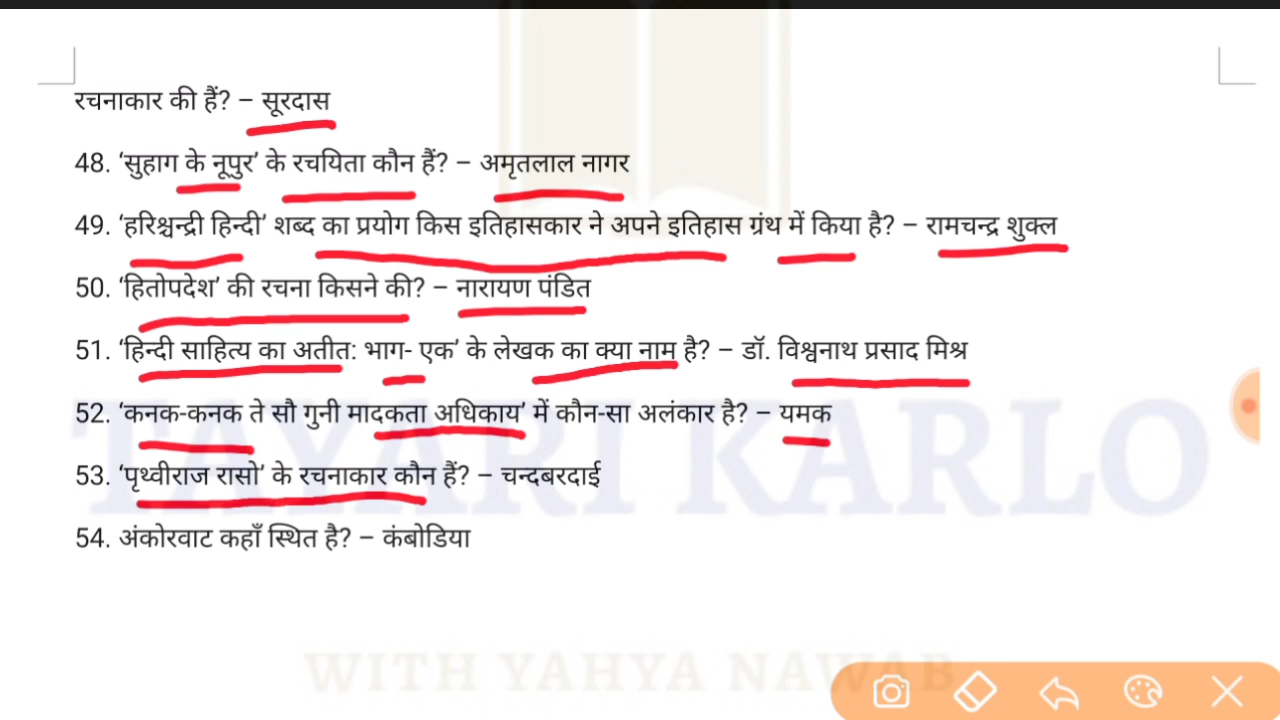 रचनाकार की हैं? – सूरदास
48. ‘सुहाग के नूपुर’ के रचयिता कौन हैं? – अमृतलाल नागर
49. ‘हरिश्चन्द्री हिन्दी’ शब्द का प्रयोग किस इतिहासकार ने अपने इतिहास ग्रंथ में किया है? – रामचन्द्र शुक्ल
50. ‘हितोपदेश’ की रचना किसने की? – नारायण पंडित
51. ‘हिन्दी साहित्य का अतीत: भाग- एक’ के लेखक का क्या नाम है? – डॉ. विश्वनाथ प्रसाद मिश्र
52. ‘कनक-कनक ते सौ गुनी मादकता अधिकाय’ में कौन-सा अलंकार है? – यमक
TAYARI KARLO
53. ‘पृथ्वीराज रासो’ के रचनाकार कौन हैं? – चन्दबरदाई
54. अंकोरवाट कहाँ स्थित है? – कंबोडिया
WITH YAHYA NAWAB